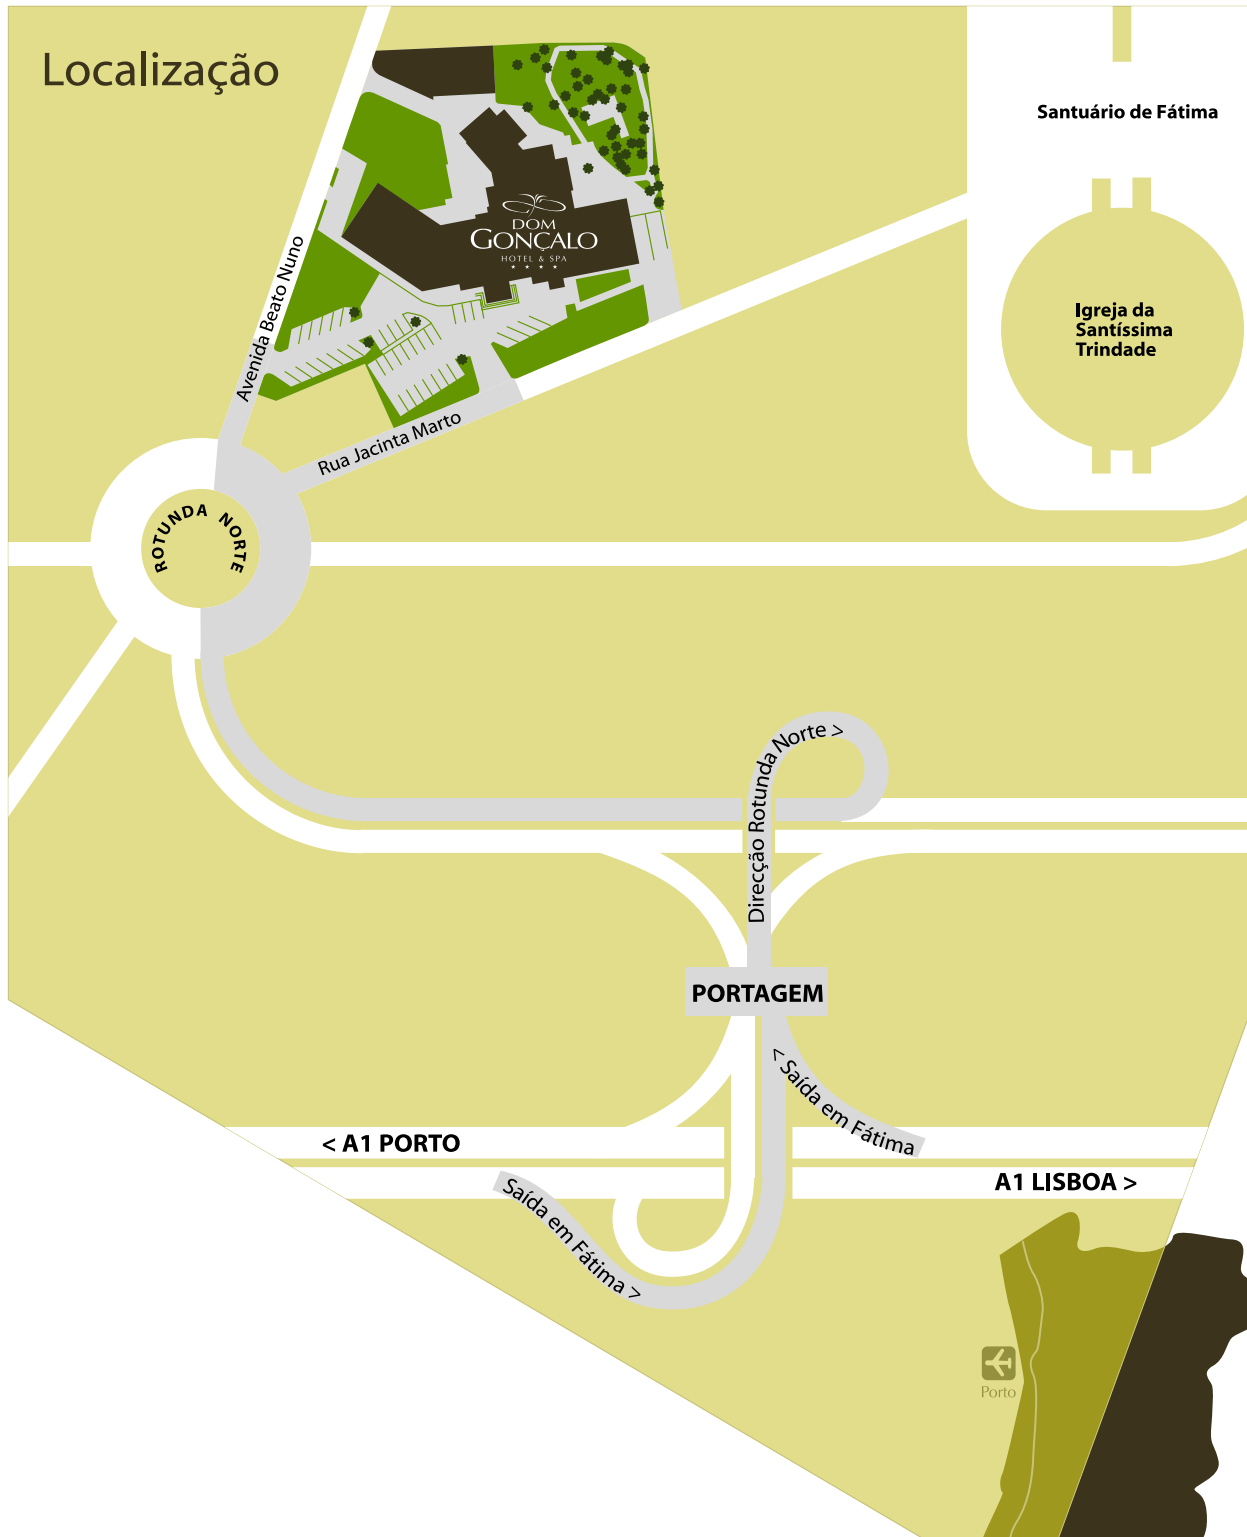 Localização
Santuário de Fátima
DOM
GONÇALO
HOTEL & SPA
Avenida Beato Nuno
Igreja da
Santíssima
Trindade
Rua Jacinta Marto
ROTUNDA NORTE
Direcção Rotunda Norte >
PORTAGEM
< Saída em Fátima
< A1 PORTO
A1 LISBOA >
Saída em Fátima >
Porto